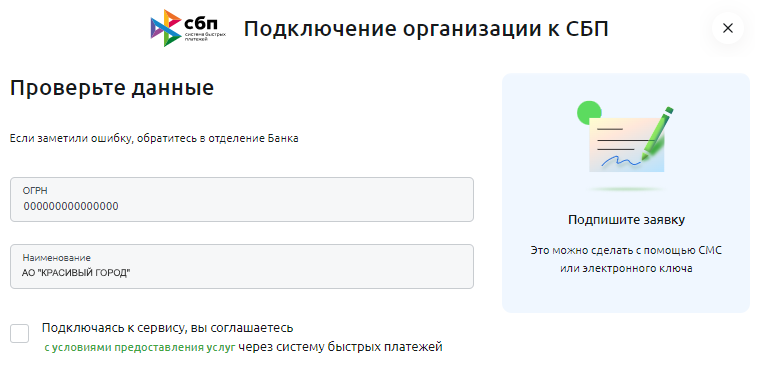 сбп
система быстрых
платежей
Подключение организации к СБП
Проверьте данные
Если заметили ошибку, обратитесь в отделение Банка
ОГРН
000000000000000
Наименование
АО "КРАСИВЫЙ ГОРОД"
Подключаясь к сервису, вы соглашаетесь
с условиями предоставления услуг через систему быстрых платежей
Подпишите заявку
Это можно сделать с помощью СМС
или электронного ключа